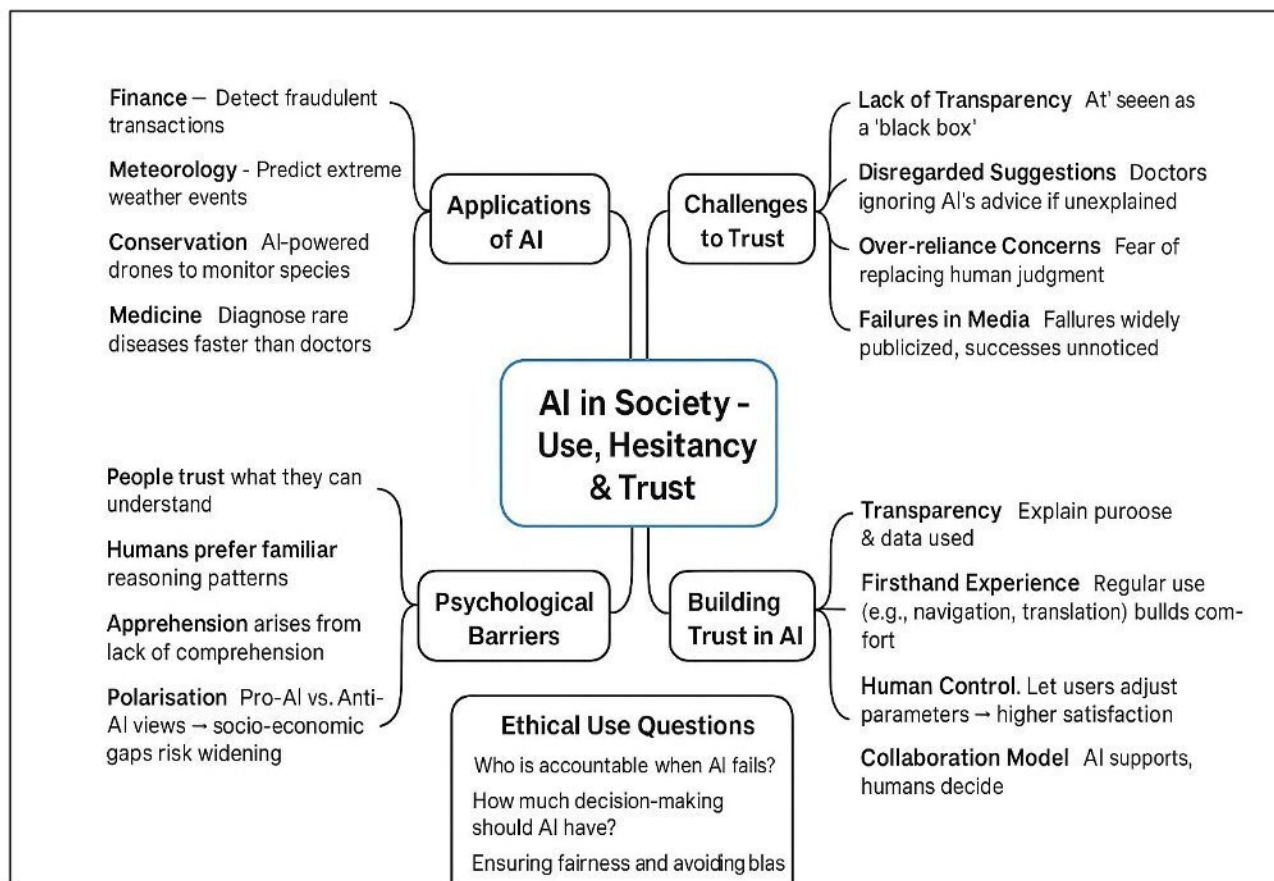 Finance – Detect fraudulent
transactions
Meteorology - Predict extreme
weather events
Conservation AI-powered
drones to monitor species
Medicine Diagnose rare
diseases faster than doctors
Applications
of AI
Challenges
to Trust
Lack of Transparency At' seeen as
a 'black box'
Disregarded Suggestions Doctors
ignoring AI's advice if unexplained
Over-reliance Concerns Fear of
replacing human judgment
Failures in Media Fallures widely
publicized, successes unnoticed
AI in Society -
Use, Hesitancy
& Trust
People trust what they can
understand
Humans prefer familiar
reasoning patterns
Apprehension arises from
lack of comprehension
Polarisation Pro-AI vs. Anti-
AI views → socio-economic
gaps risk widening
Psychological
Barriers
Building
Trust in AI
Transparency Explain puroose
& data used
Firsthand Experience Regular use
(e.g., navigation, translation) bullds com-
fort
Human Control. Let users adjust
parameters → higher satisfaction
Collaboration Model AI supports,
humans decide
Ethical Use Questions
Who is accountable when AI fails?
How much decision-making
should AI have?
Ensuring fairness and avoiding blas